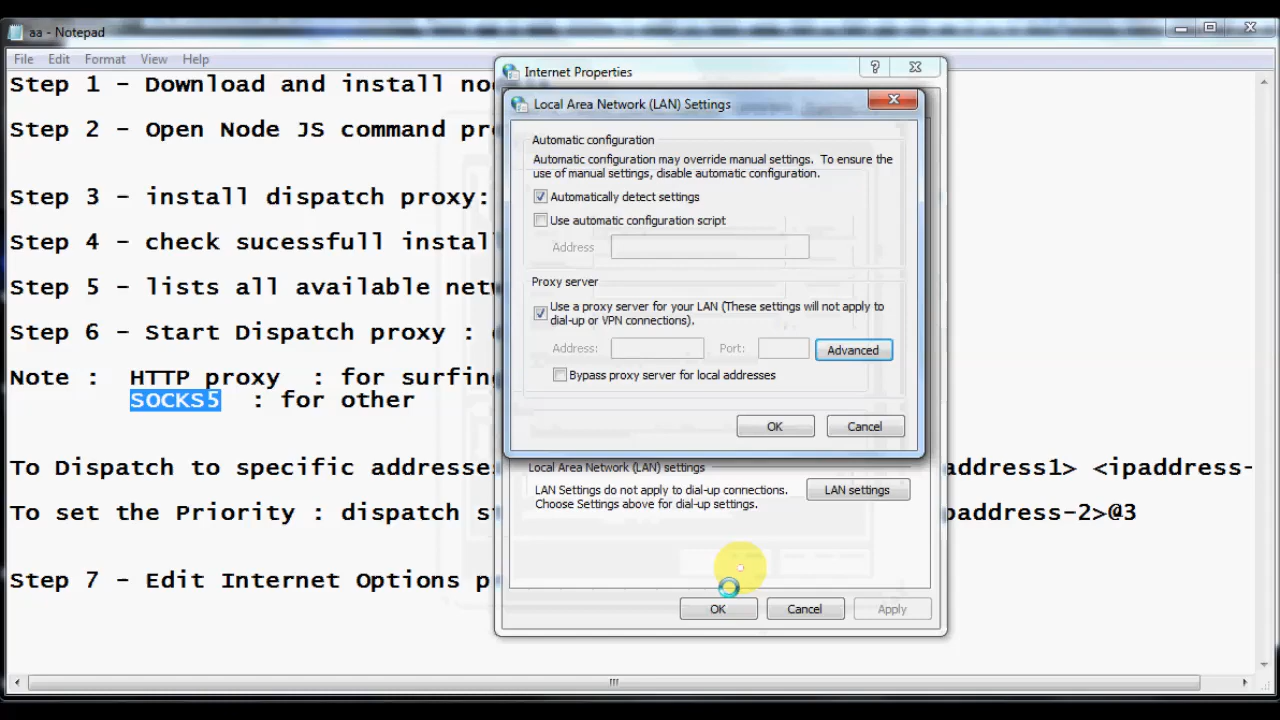 aa - Notepad
File Edit Format View Help
Step 1 - Download and install
Step 2 - Open Node JS command
Step 3 - install dispatch proxy:
Step 4 - check sucessfull
Step 5 - lists all available
Step 6 - Start Dispatch proxy :
Note : HTTP proxy : for
SOCKS5 : for other
To Dispatch to specific
address1> <ipaddress-
To set the Priority : dispatch
address-2>@3
Step 7 - Edit Internet Options
Internet Properties
?
Local Area Network (LAN) Settings
Automatic configuration
Automatic configuration may override manual settings. To ensure the
use of manual settings, disable automatic configuration.
Automatically detect settings
Use automatic configuration script
Address
Proxy server
Use a proxy server for your LAN (These settings will not apply to
dial-up or VPN connections).
Address: Port: Advanced
Bypass proxy server for local addresses
OK Cancel
Local Area Network (LAN) settings
LAN Settings do not apply to dial-up connections.
Choose Settings above for dial-up settings.
LAN settings
OK Cancel Apply